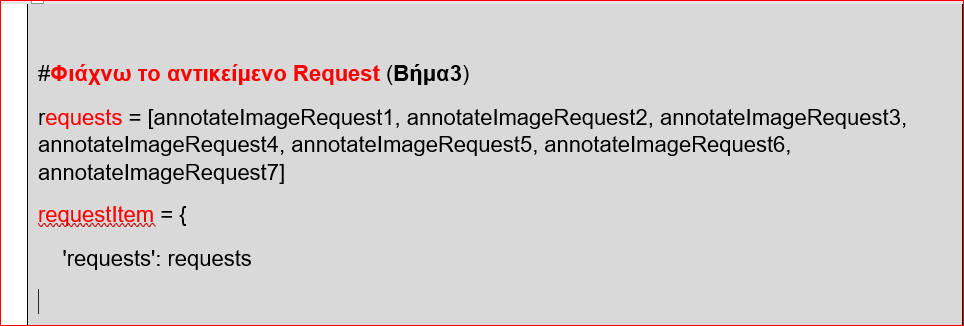 #Φιάχνω το αντικείμενο Request (Βήμα3)
requests = [annotateImageRequest1, annotateImageRequest2, annotateImageRequest3,
annotateImageRequest4, annotateImageRequest5, annotateImageRequest6,
annotateImageRequest7]
requestItem = {
'requests': requests